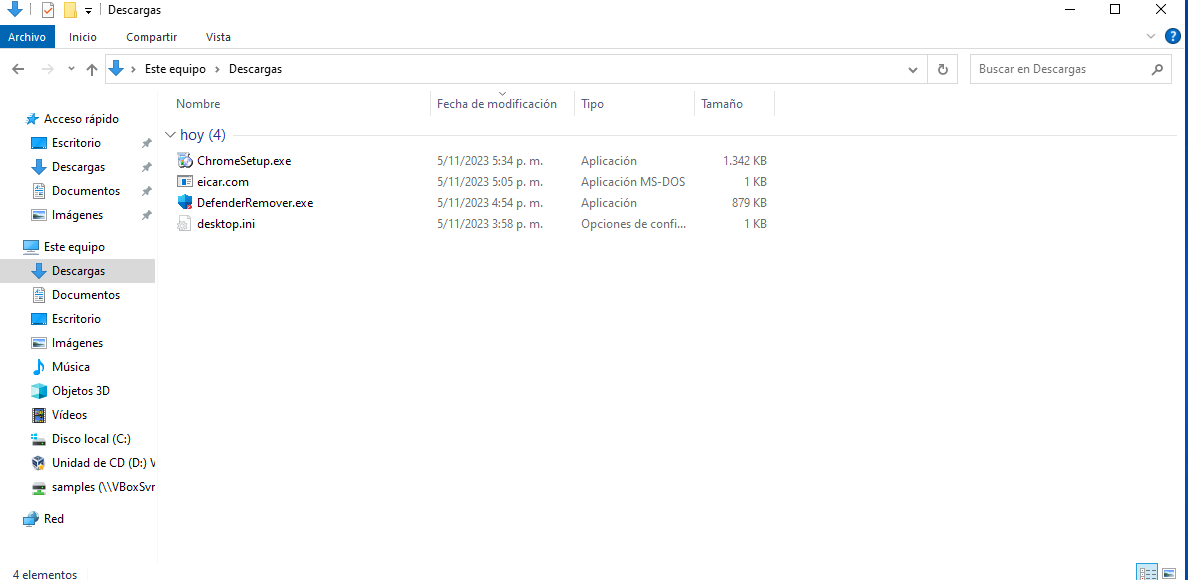 Descargas
Archivo Inicio Compartir Vista
Este equipo Descargas Buscar en Descargas
Nombre Fecha de modificación Tipo Tamaño
hoy (4)
ChromeSetup.exe 5/11/2023 5:34 p. m. Aplicación 1.342 KB
eicar.com 5/11/2023 5:05 p. m. Aplicación MS-DOS 1 KB
DefenderRemover.exe 5/11/2023 4:54 p. m. Aplicación 879 KB
desktop.ini 5/11/2023 3:58 p. m. Opciones de confi... 1 KB
Acceso rápido
Escritorio
Descargas
Documentos
Imágenes
Este equipo
Descargas
Documentos
Escritorio
Imágenes
Música
Objetos 3D
Vídeos
Disco local (C:)
Unidad de CD (D:) V
samples (\\VBoxSvr
Red
4 elementos